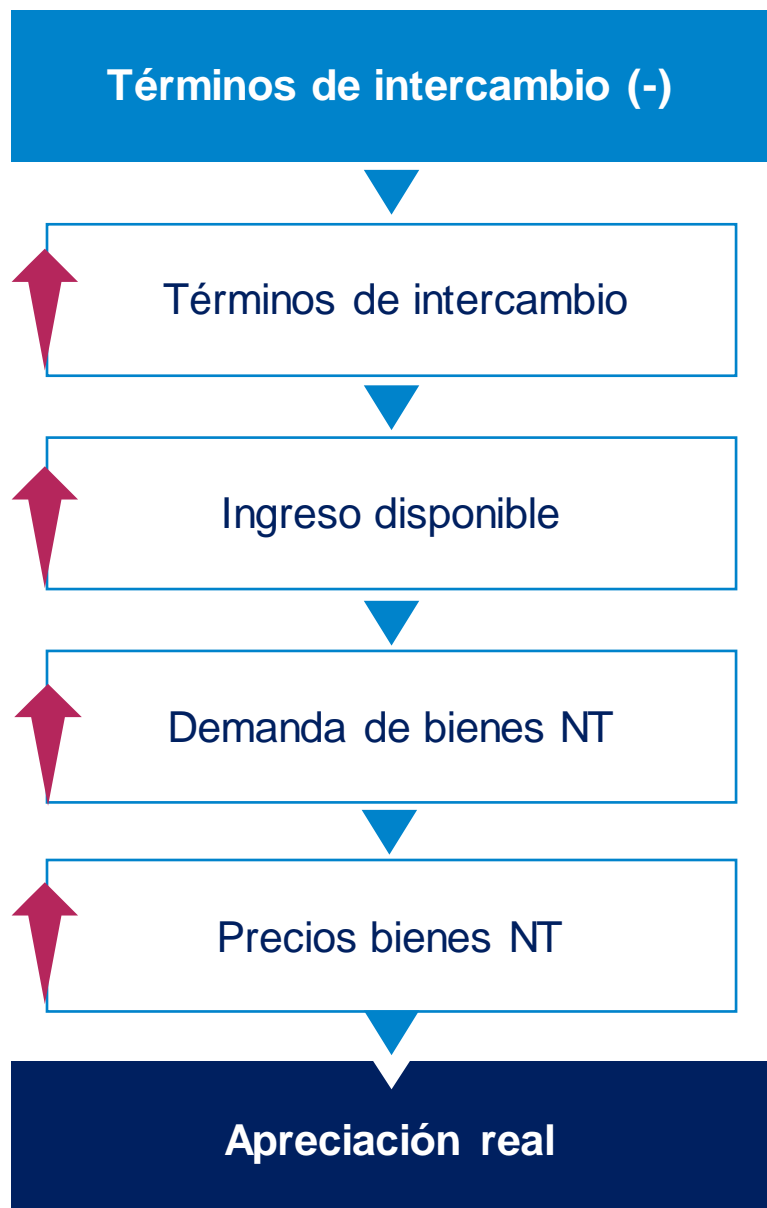 Términos de intercambio (-)
Términos de intercambio
Ingreso disponible
Demanda de bienes NT
Precios bienes NT
Apreciación real